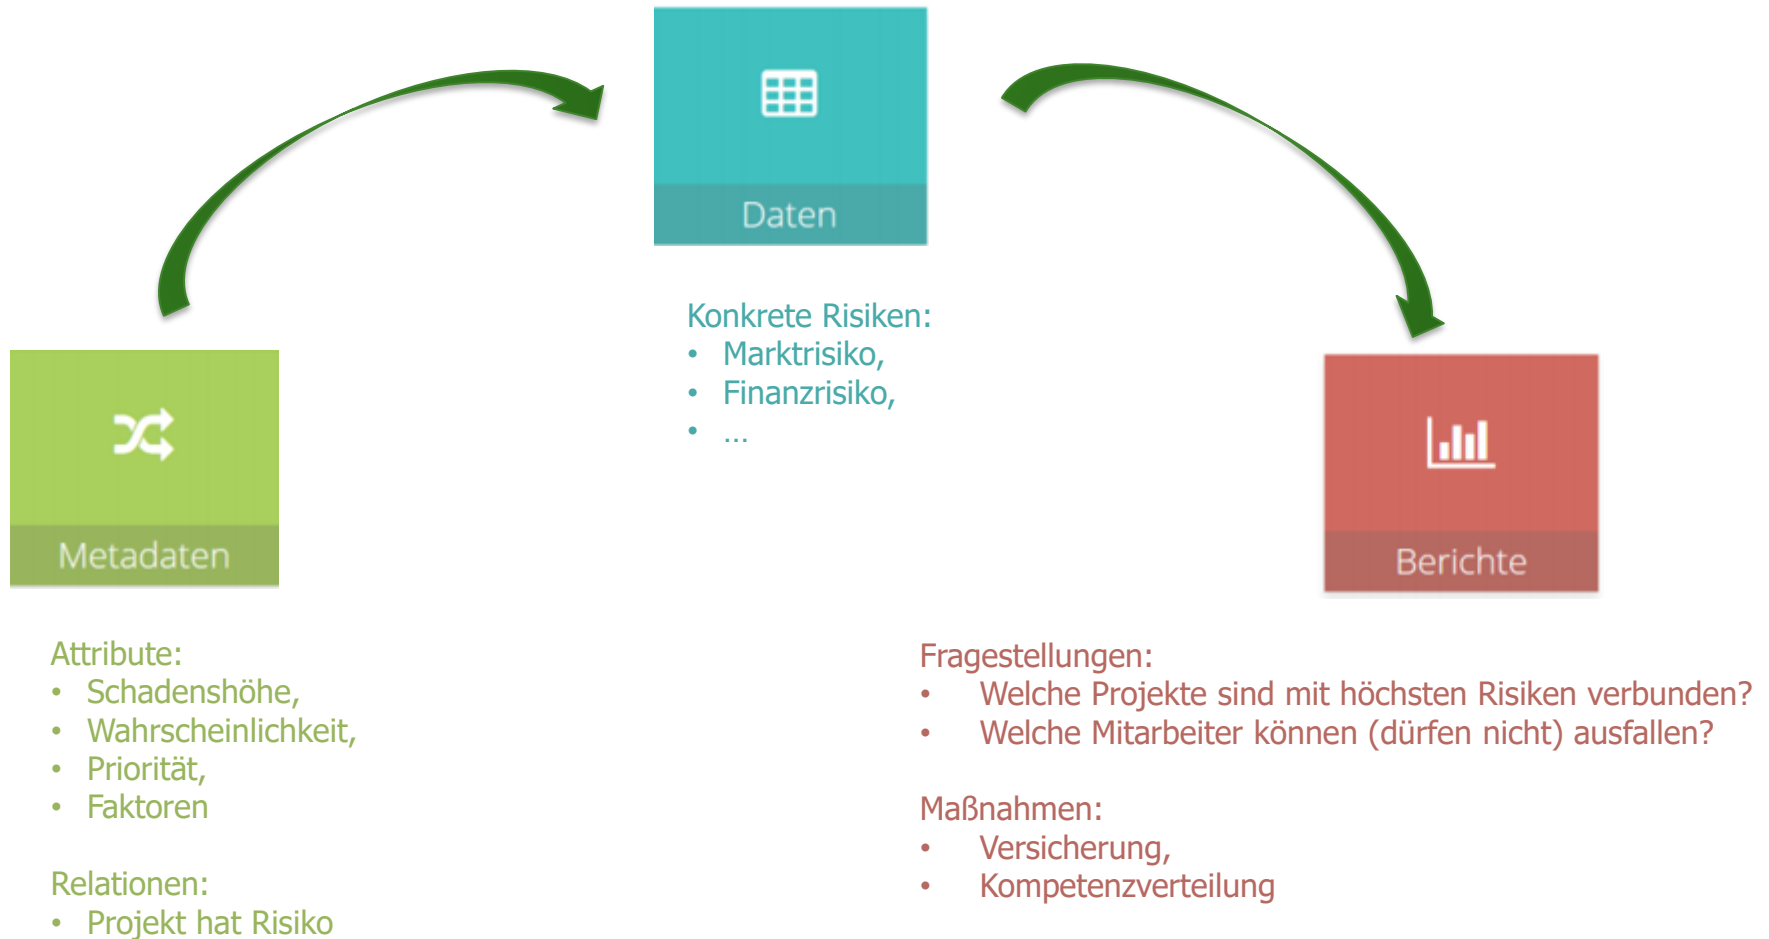 Daten
Konkrete Risiken:
• Marktrisiko,
• Finanzrisiko,
• ...
Metadaten
Attribute:
• Schadenshöhe,
• Wahrscheinlichkeit,
• Priorität,
• Faktoren
Relationen:
• Projekt hat Risiko
Berichte
Fragestellungen:
• Welche Projekte sind mit höchsten Risiken verbunden?
• Welche Mitarbeiter können (dürfen nicht) ausfallen?
Maßnahmen:
• Versicherung,
• Kompetenzverteilung